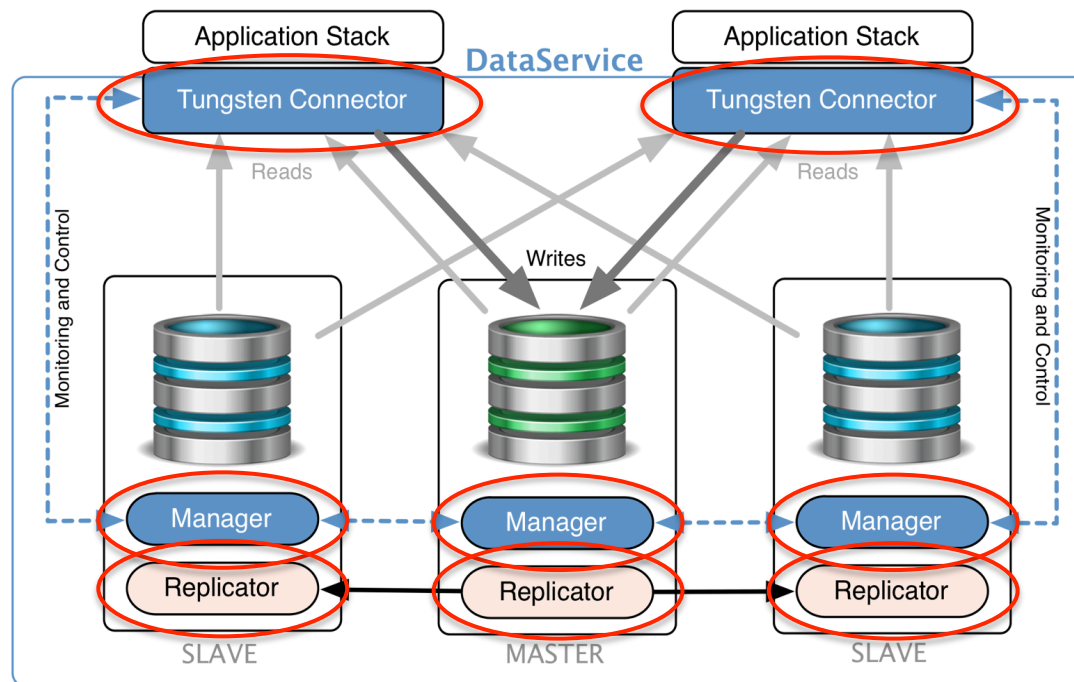 Application Stack
Application Stack
DataService
Tungsten Connector
Tungsten Connector
Reads
Reads
Monitoring and Control
Monitoring and Control
Writes
Manager
Manager
Manager
Replicator
Replicator
Replicator
SLAVE
MASTER
SLAVE